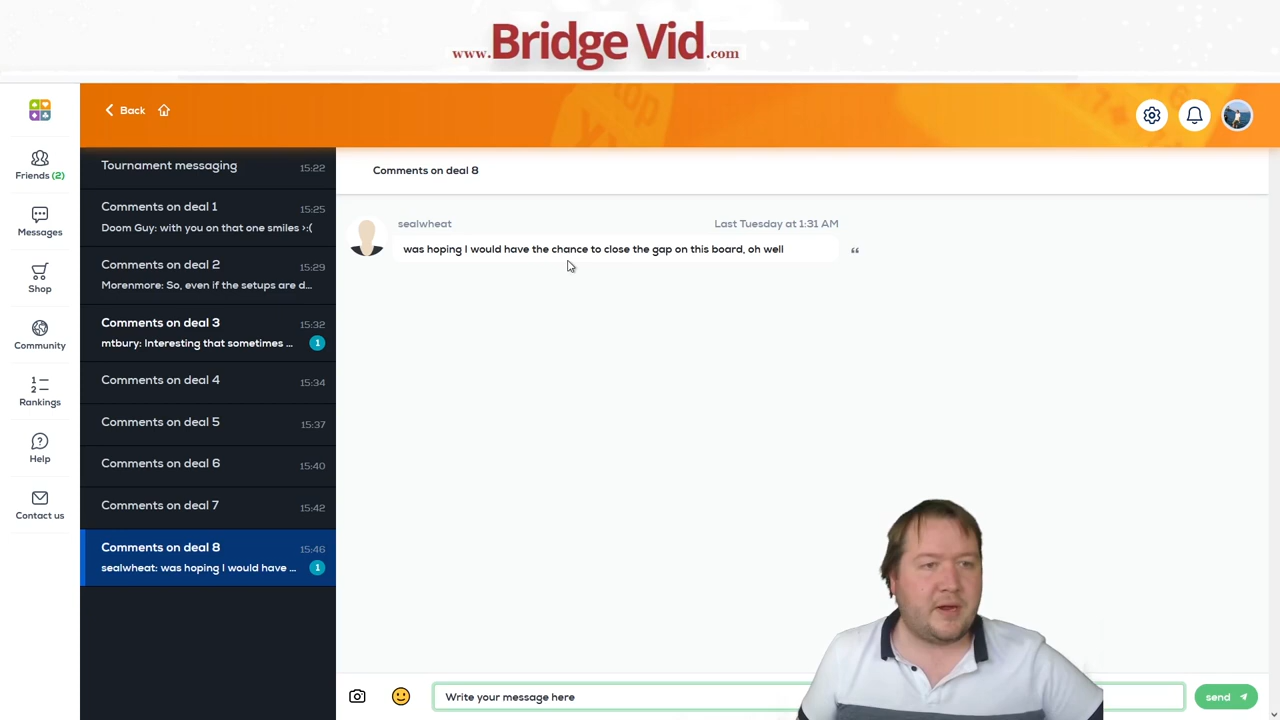 www.Bridge Vid.com
Back
Friends (2)
Messages
Shop
Community
Rankings
Help
Contact us
Tournament messaging 15:22
Comments on deal 1 15:25
Doom Guy: with you on that one smiles >:(
Comments on deal 2 15:29
Morenmore: So, even if the setups are d...
Comments on deal 3 15:32
mtbury: Interesting that sometimes ... 1
Comments on deal 4 15:34
Comments on deal 5 15:37
Comments on deal 6 15:40
Comments on deal 7 15:42
Comments on deal 8 15:46
sealwheat: was hoping I would have ... 1
Comments on deal 8
sealwheat Last Tuesday at 1:31 AM
was hoping I would have the chance to close the gap on this board, oh well
Write your message here
send